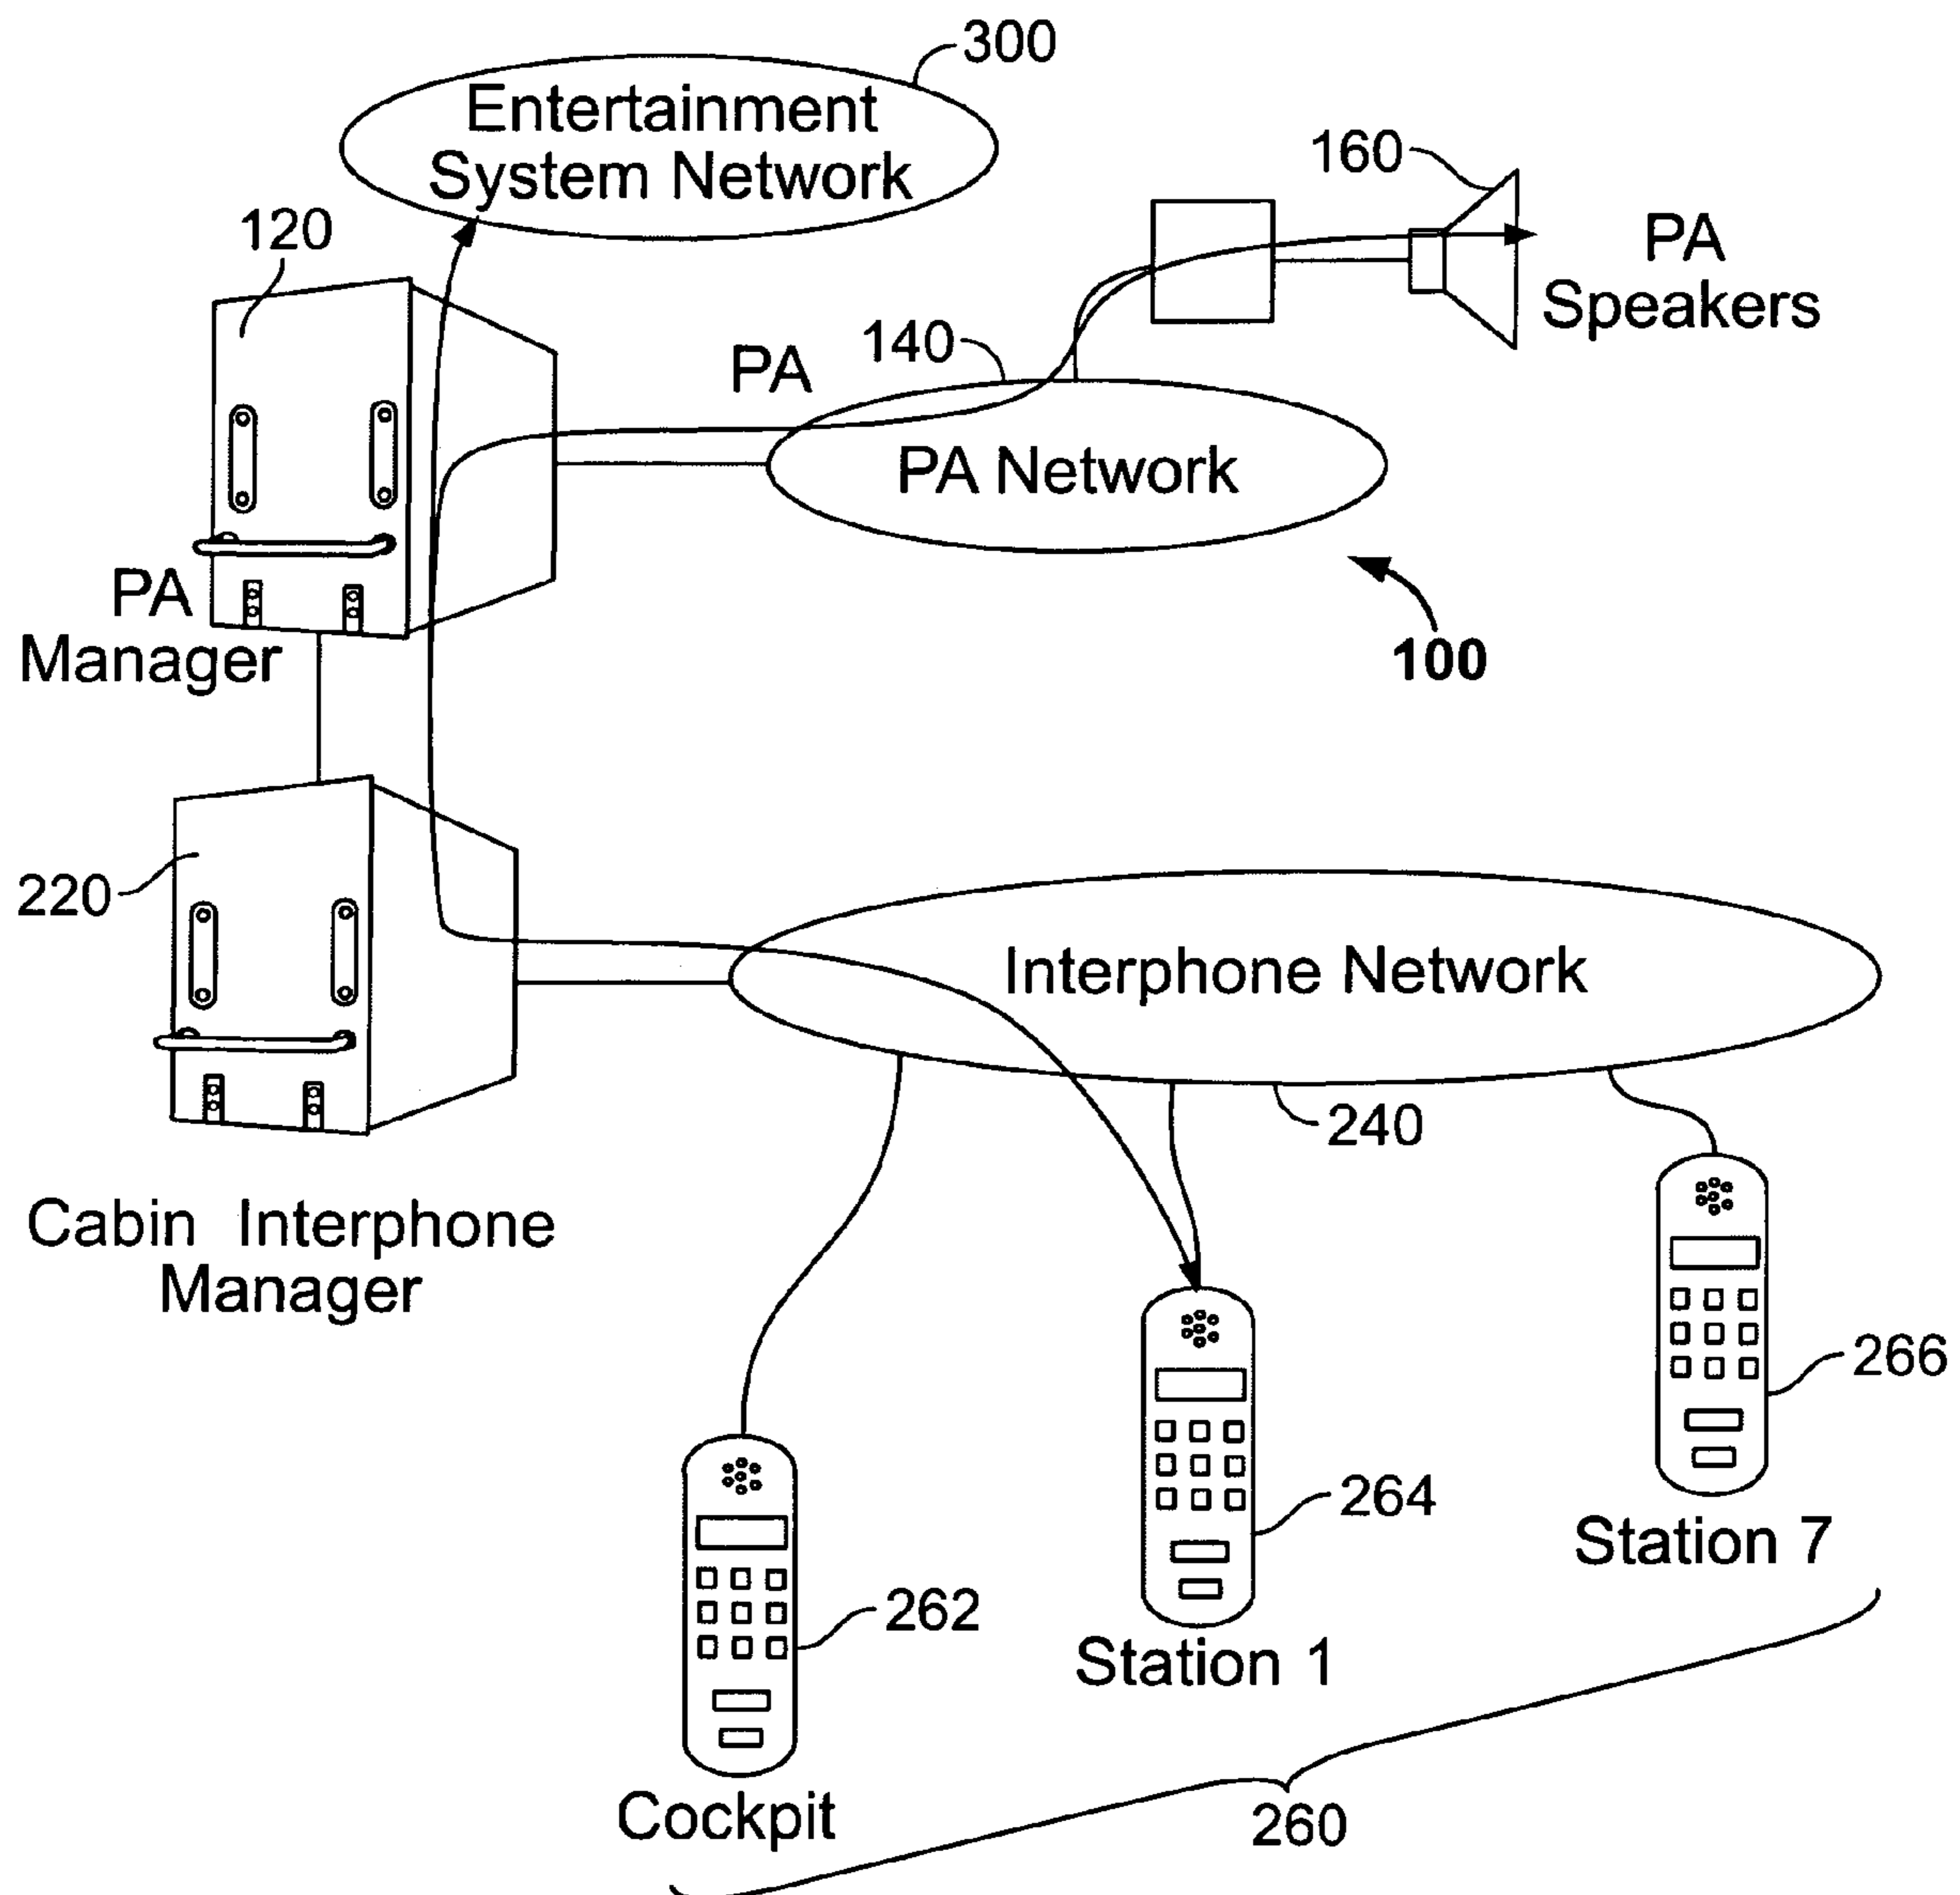 300
Entertainment
System Network
160
120
PA
Speakers
140
PA
PA Network
PA
Manager
100
220
Interphone Network
240
Cabin Interphone
Manager
266
264
Station 7
262
Station 1
Cockpit
260